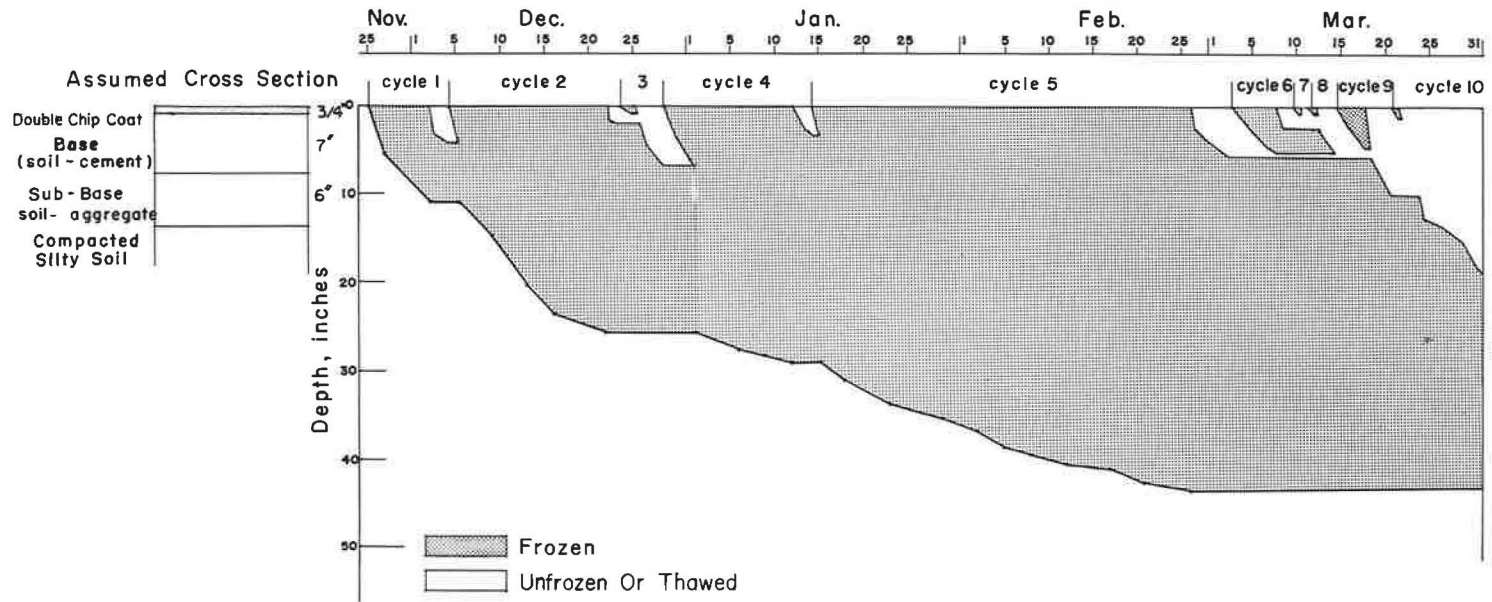 Nov. Dec. Jan. Feb. Mar.
25 1 5 10 15 20 25 1 5 10 15 20 25 1 5 10 15 20 25 1 5 10 15 20 25 31
Assumed Cross Section
cycle 1 cycle 2 3 cycle 4 cycle 5 cycle 6 7 8 cycle 9 cycle 10
Double Chip Coat
3/4"
0
Base
(soil-cement)
7"
Sub-Base
soil-aggregate
6"
Compacted
Silty Soil
Depth, inches
10
20
30
40
50
Frozen
Unfrozen Or Thawed